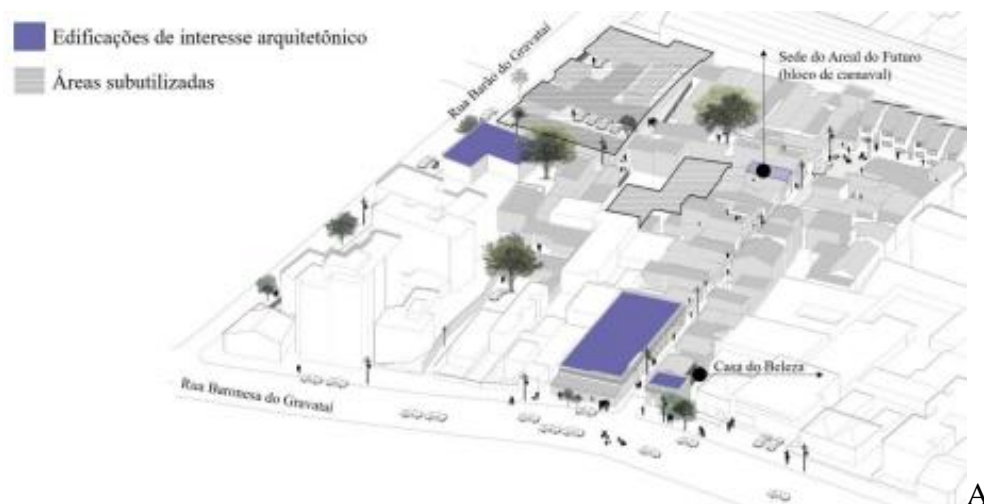 Edificações de interesse arquitetônico
Áreas subutilizadas
Rua Barão do Gravataí
Sede do Areal do Futuro
(bloco de carnaval)
Casa do Beleza
Rua Baronesa do Gravataí
A